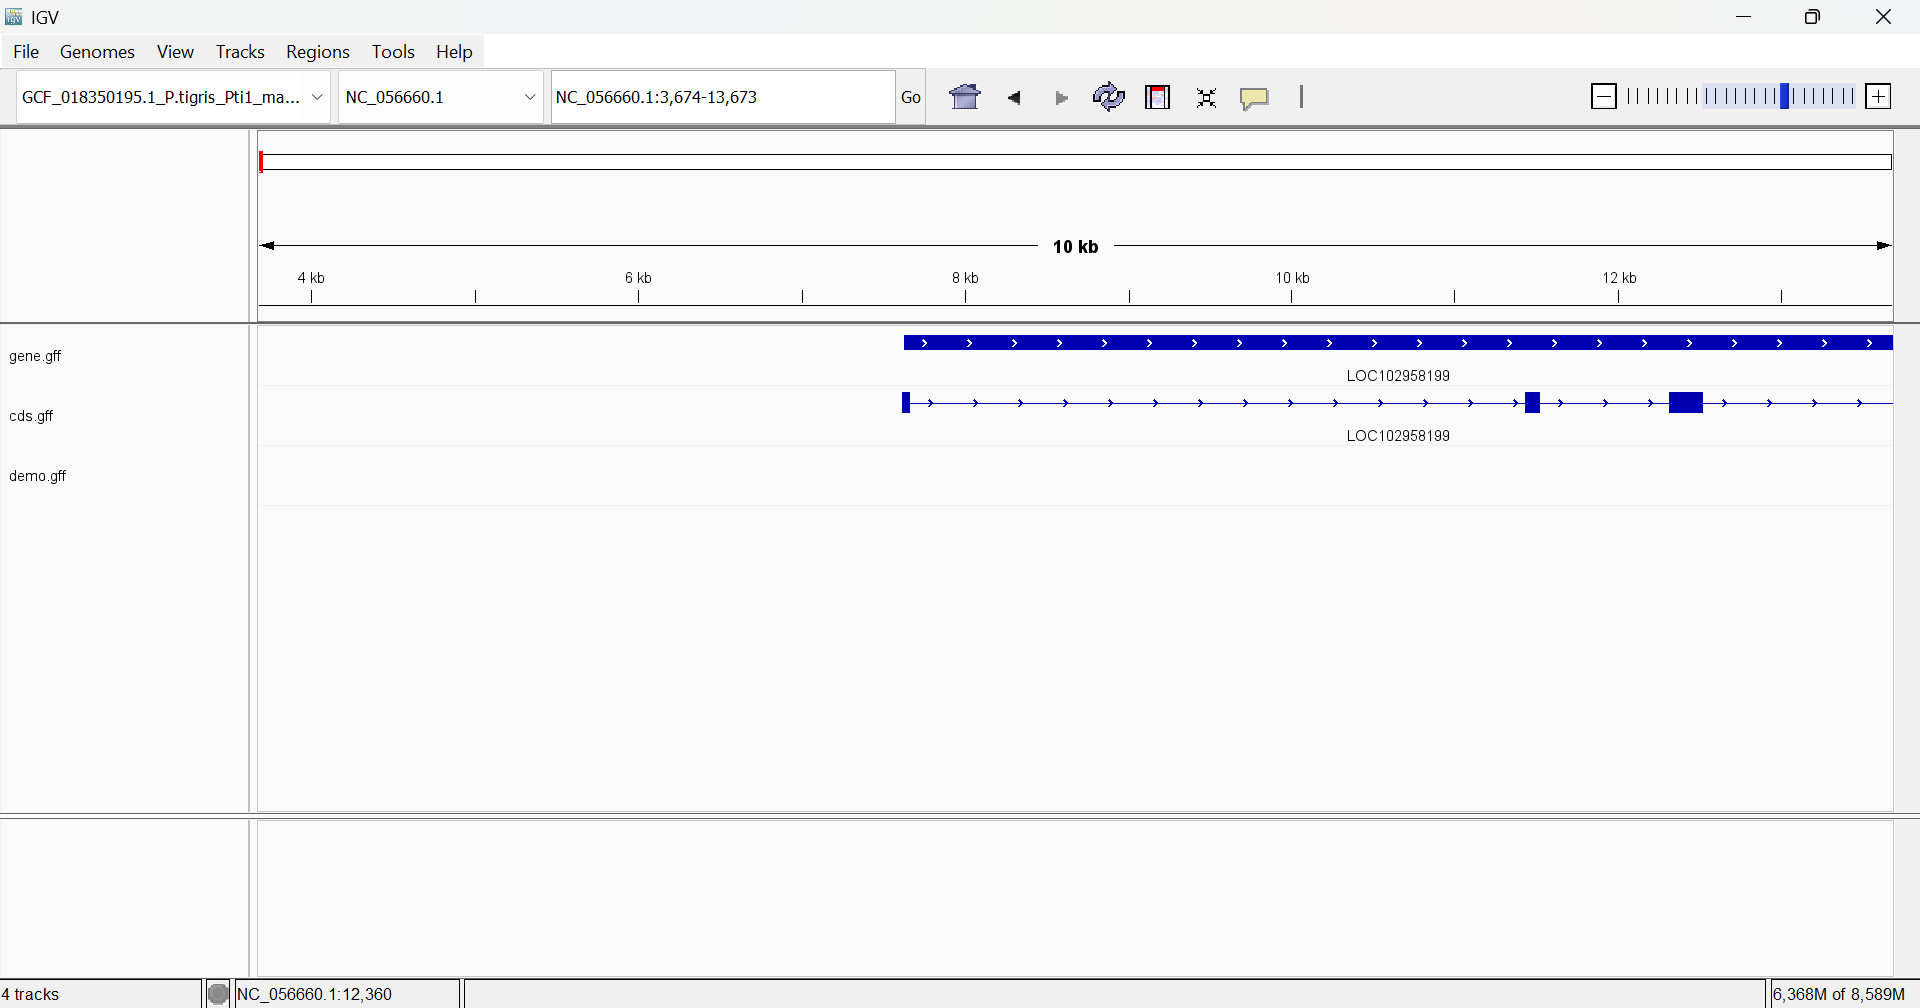 IGV
File Genomes View Tracks Regions Tools Help
GCF_018350195.1_P.tigris_Pti1_ma... NC_056660.1 NC_056660.1:3,674-13,673 Go
10 kb
4 kb 6 kb 8 kb 10 kb 12 kb
gene.gff
LOC102958199
cds.gff
LOC102958199
demo.gff
4 tracks NC_056660.1:12,360 6,368M of 8,589M